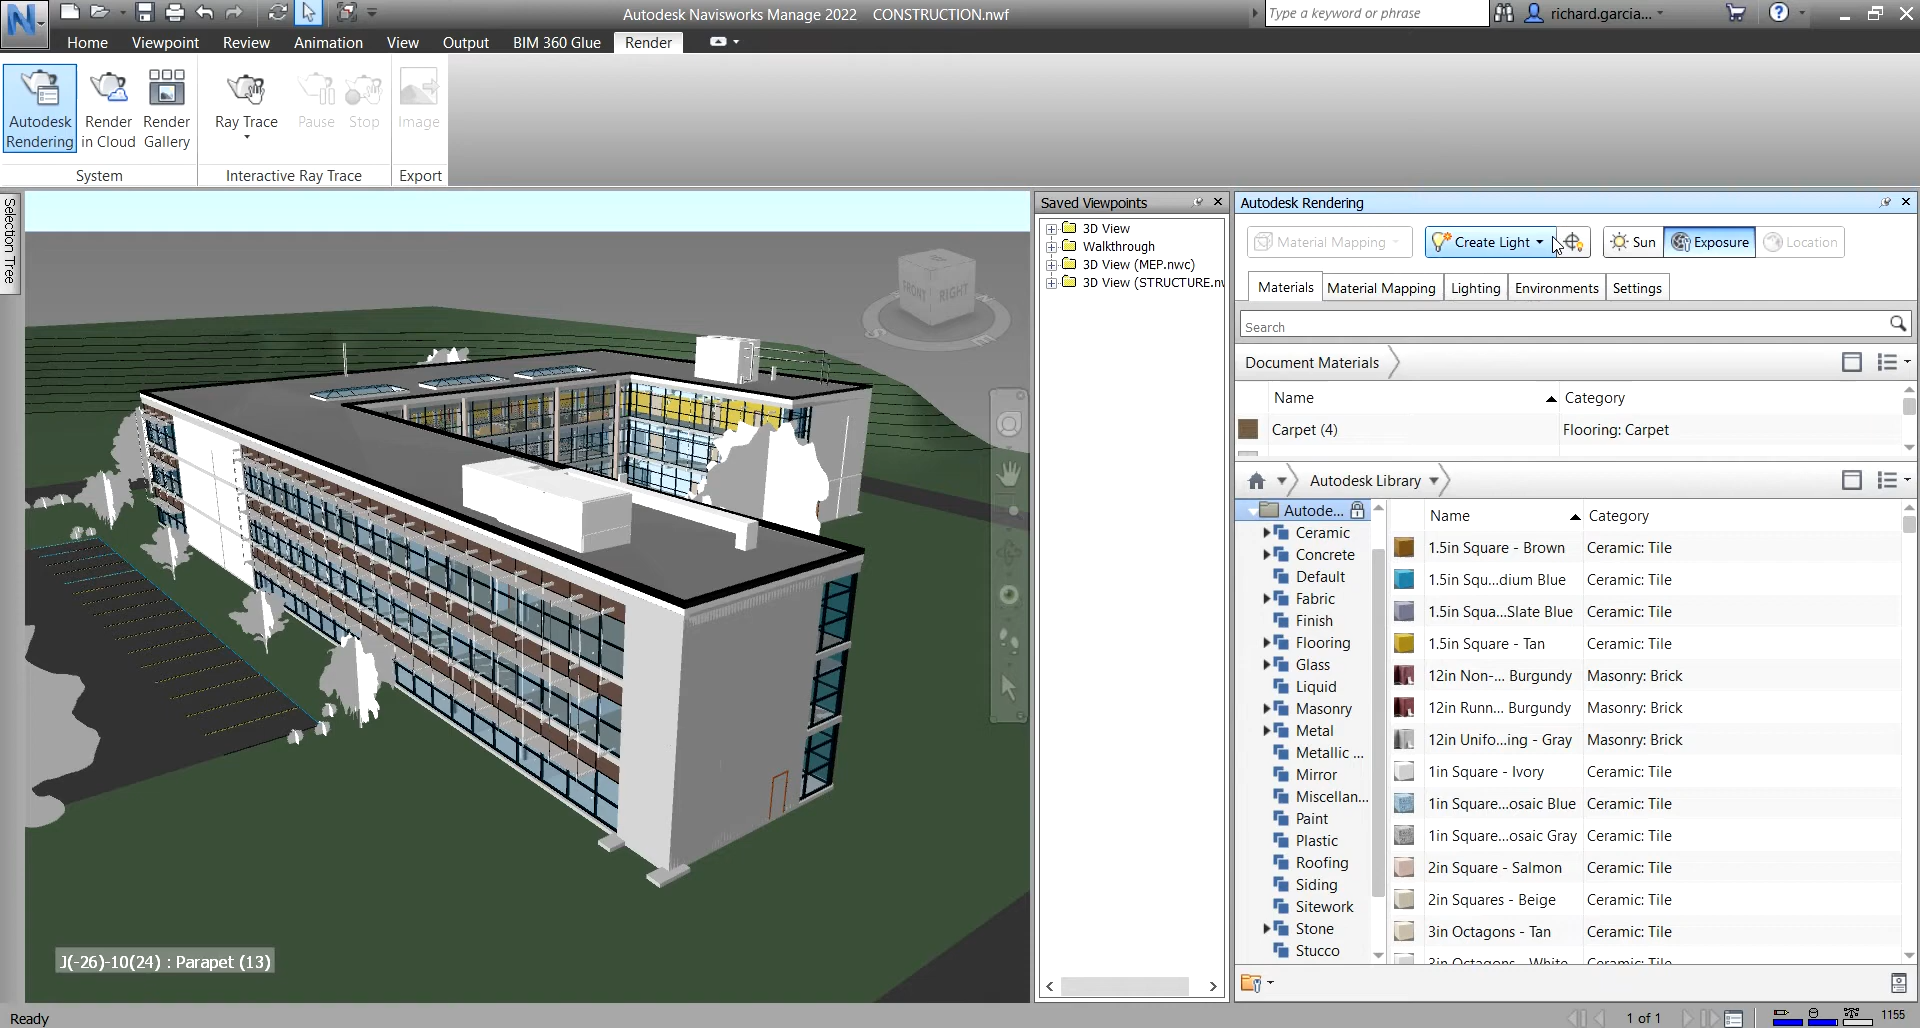 Autodesk Navisworks Manage 2022 CONSTRUCTION.nwf
Type a keyword or phrase
richard.garcia...
Home Viewpoint Review Animation View Output BIM 360 Glue Render
Autodesk Rendering
Render in Cloud
Render Gallery
Ray Trace
Pause
Stop
Image
System
Interactive Ray Trace
Export
Selection Tree
FRONT
RIGHT
S
E
J(-26)-10(24) : Parapet (13)
Saved Viewpoints
3D View
Walkthrough
3D View (MEP.nwc)
3D View (STRUCTURE.nw
Autodesk Rendering
Material Mapping
Create Light
Sun
Exposure
Location
Materials Material Mapping Lighting Environments Settings
Search
Document Materials
Name Category
Carpet (4) Flooring: Carpet
Autodesk Library
Autode...
Ceramic
Concrete
Default
Fabric
Finish
Flooring
Glass
Liquid
Masonry
Metal
Metallic ...
Mirror
Miscellan...
Paint
Plastic
Roofing
Siding
Sitework
Stone
Stucco
Name Category
1.5in Square - Brown Ceramic: Tile
1.5in Squ...dium Blue Ceramic: Tile
1.5in Squa...Slate Blue Ceramic: Tile
1.5in Square - Tan Ceramic: Tile
12in Non-... Burgundy Masonry: Brick
12in Runn... Burgundy Masonry: Brick
12in Unifo...ing - Gray Masonry: Brick
1in Square - Ivory Ceramic: Tile
1in Square...osaic Blue Ceramic: Tile
1in Square...osaic Gray Ceramic: Tile
2in Square - Salmon Ceramic: Tile
2in Squares - Beige Ceramic: Tile
3in Octagons - Tan Ceramic: Tile
3in Octagons - White Ceramic: Tile
Ready
1 of 1
1155